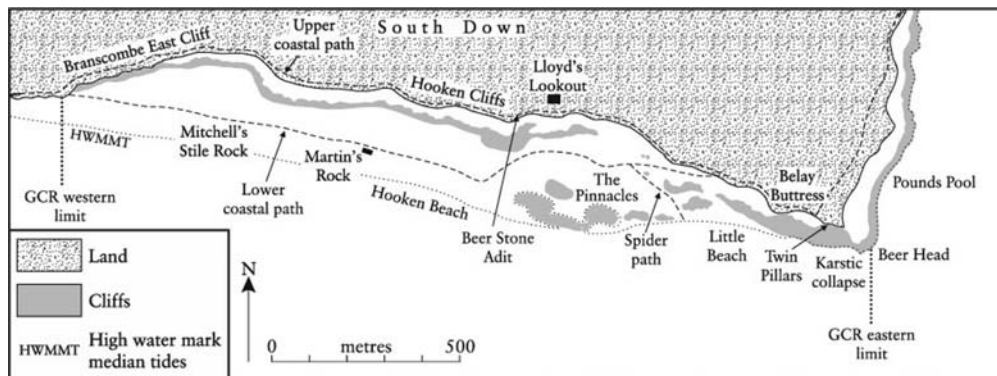 South Down
Upper
coastal path
Branscombe East Cliff
Hooken Cliffs
Lloyd's
Lookout
HWMMT
Mitchell's
Stile Rock
Martin's
Rock
Lower
coastal path
Hooken Beach
GCR western
limit
Beer Stone
Adit
The
Pinnacles
Spider
path
Little
Beach
Belay
Buttress
Twin
Pillars
Karstic
collapse
Pounds Pool
Beer Head
GCR eastern
limit
Land
Cliffs
HWMMT High water mark
median tides
N
0 metres 500